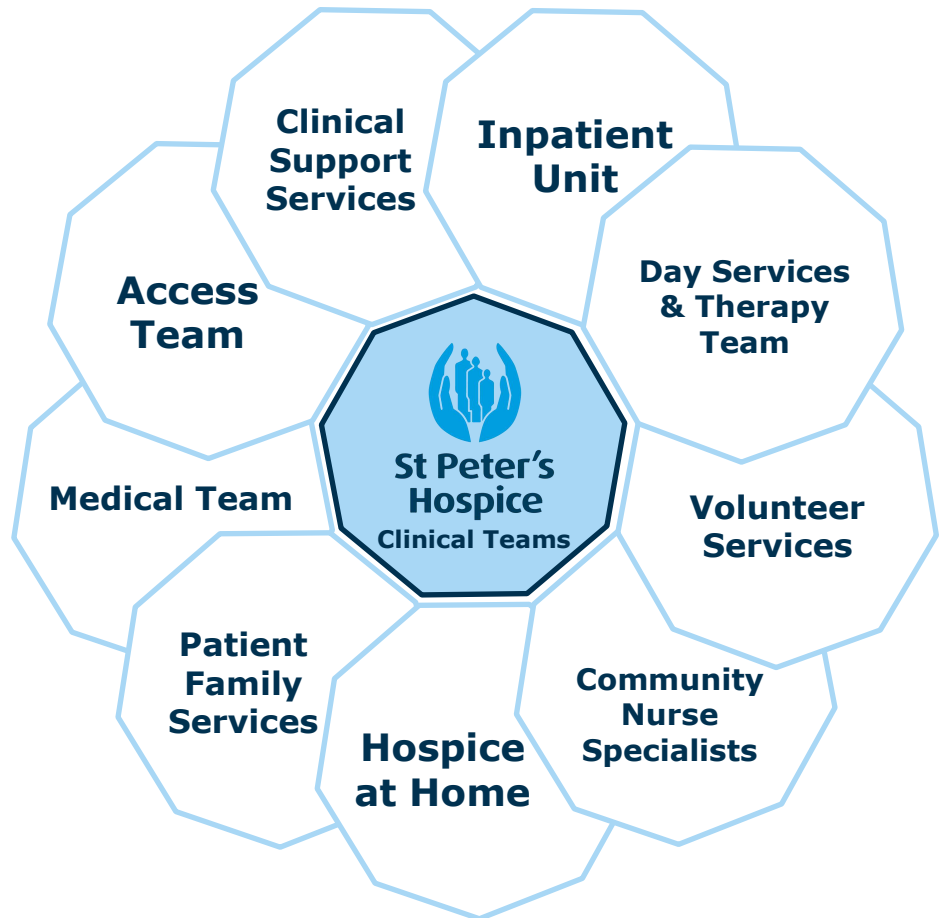 Clinical
Support
Services
Inpatient
Unit
Day Services
& Therapy
Team
Volunteer
Services
Community
Nurse
Specialists
Hospice
at Home
Patient
Family
Services
Medical Team
Access
Team
St Peter's
Hospice
Clinical Teams